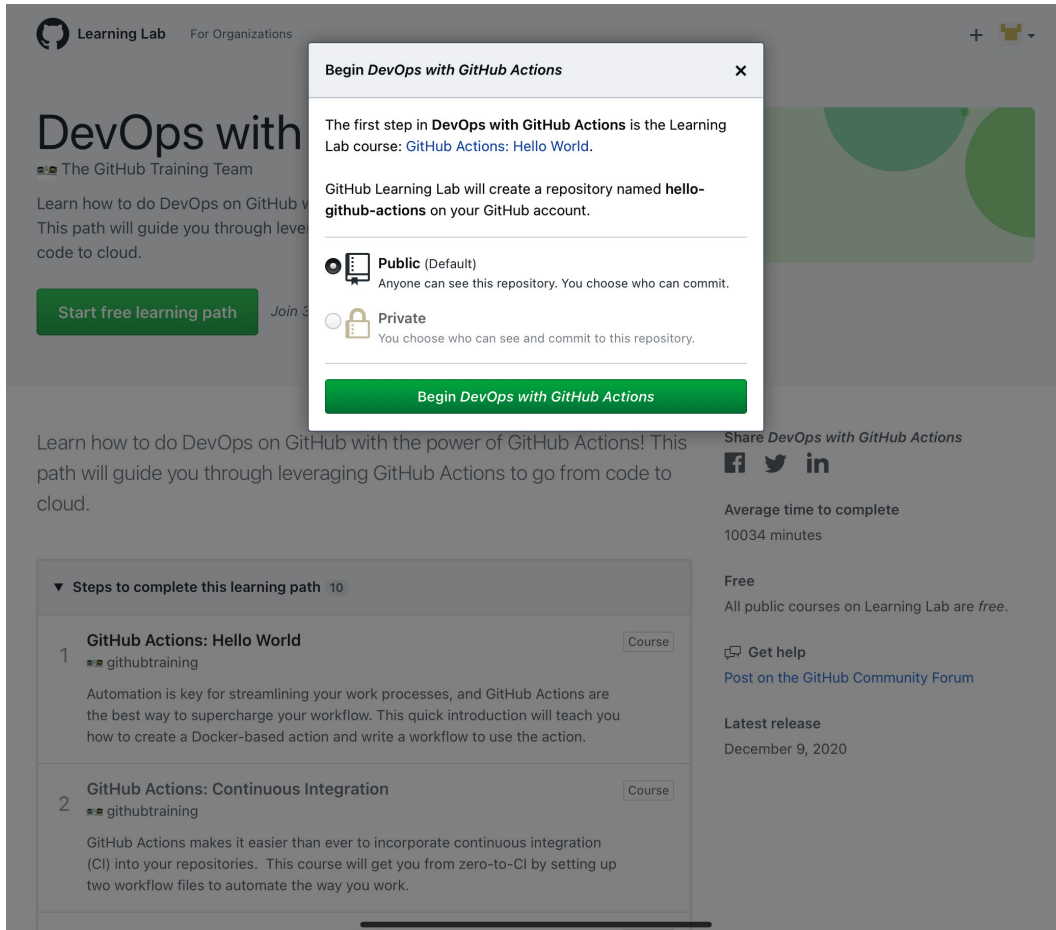 Learning Lab For Organizations
Begin DevOps with GitHub Actions
The first step in DevOps with GitHub Actions is the Learning
Lab course: GitHub Actions: Hello World.
GitHub Learning Lab will create a repository named hello-
github-actions on your GitHub account.
Public (Default)
Anyone can see this repository. You choose who can commit.
Private
You choose who can see and commit to this repository.
Begin DevOps with GitHub Actions
DevOps with
The GitHub Training Team
Learn how to do DevOps on GitHub
This path will guide you through
code to cloud.
Start free learning path Join
Learn how to do DevOps on GitHub with the power of GitHub Actions! This
path will guide you through leveraging GitHub Actions to go from code to
cloud.
Steps to complete this learning path 10
1 GitHub Actions: Hello World Course
githubtraining
Automation is key for streamlining your work processes, and GitHub Actions are
the best way to supercharge your workflow. This quick introduction will teach you
how to create a Docker-based action and write a workflow to use the action.
2 GitHub Actions: Continuous Integration Course
githubtraining
GitHub Actions makes it easier than ever to incorporate continuous integration
(CI) into your repositories. This course will get you from zero-to-CI by setting up
two workflow files to automate the way you work.
Share DevOps with GitHub Actions
Average time to complete
10034 minutes
Free
All public courses on Learning Lab are free.
Get help
Post on the GitHub Community Forum
Latest release
December 9, 2020